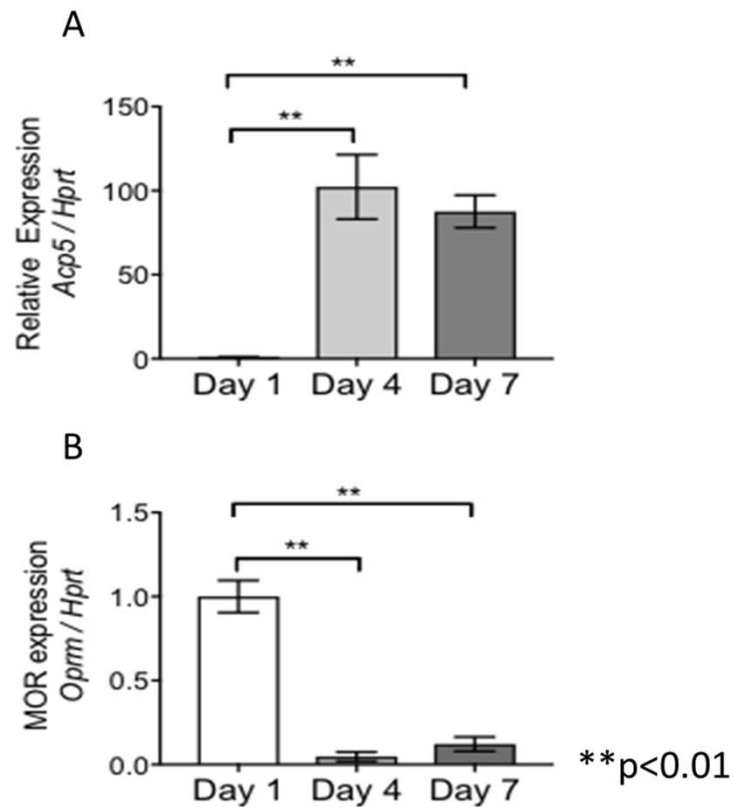 A
**
**
150
100
50
0
Relative Expression
Acp5 / Hprt
Day 1 Day 4 Day 7
B
**
**
1.5
1.0
0.5
0.0
MOR expression
Oprm / Hprt
Day 1 Day 4 Day 7
**p<0.01